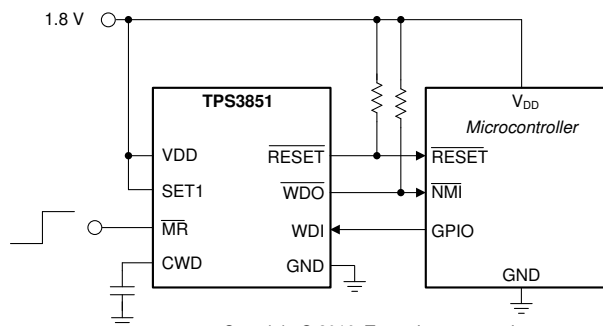 1.8 V
TPS3851
VDD
SET1
MR
CWD
RESET
WDO
WDI
GND
VDD
Microcontroller
RESET
NMI
GPIO
GND